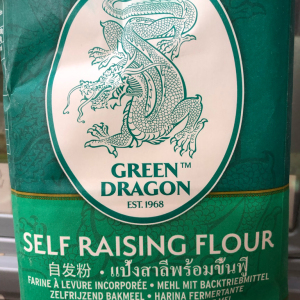 GREEN™
DRAGON
EST. 1968
SELF RAISING FLOUR
自发粉 · แป้งสาลีพร้อมขึ้นฟู
FARINE À LEVURE INCORPORÉE · MEHL MIT BACKTRIEBMITTEL
ZELFRIJZEND BAKMEEL · HARINA FERMENTANTE